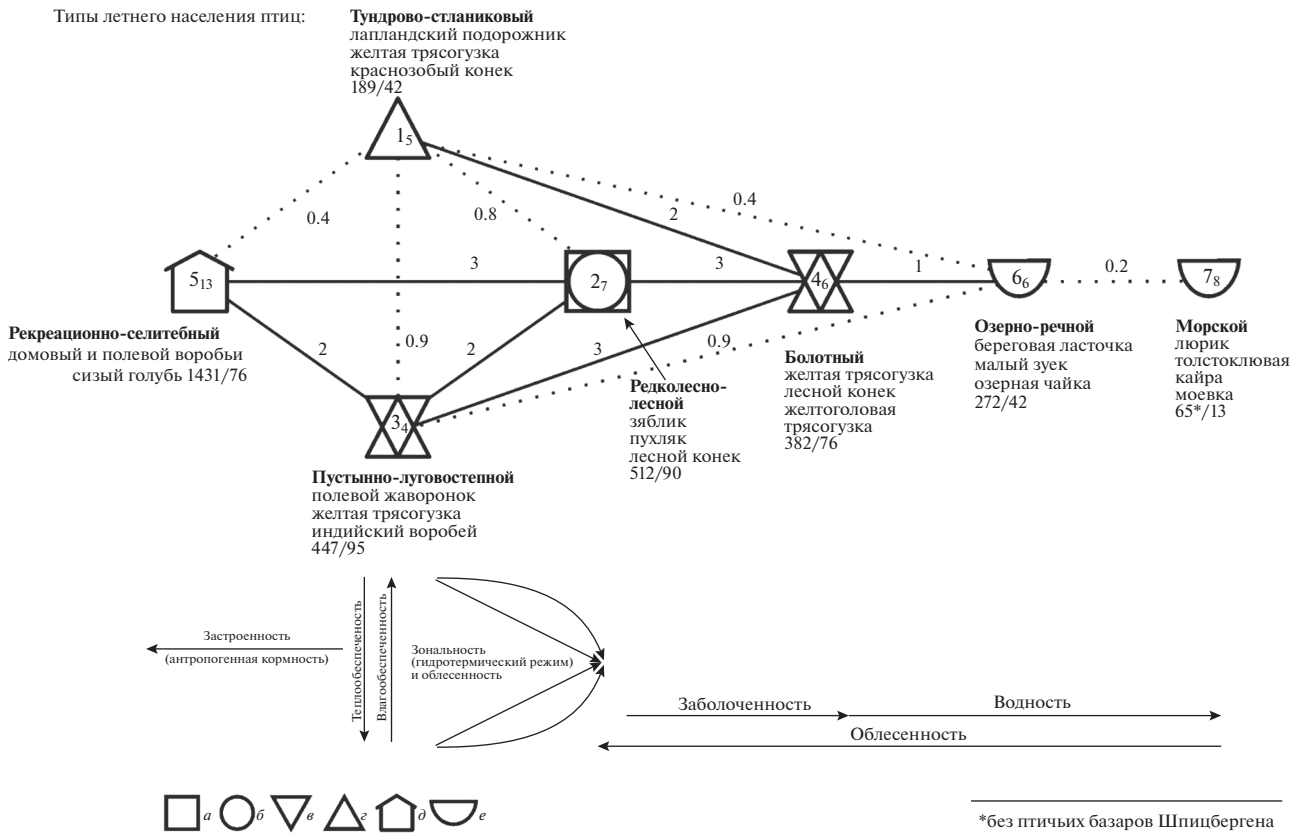 Типы летнего населения птиц:
Тундрово-стланиковый
лапландский подорожник
желтая трясогузка
краснозобый конек
189/42
1₅
0.4
0.8
2
0.4
5₁₃
3
2₇
3
4₆
1
6₆
0.2
7₈
Рекреационно-селитебный
домовый и полевой воробьи
сизый голубь 1431/76
2
0.9
2
3
0.9
3₄
Редколесно-
лесной
зяблик
пухляк
лесной конек
512/90
Болотный
желтая трясогузка
лесной конек
желтоголовая
трясогузка
382/76
Озерно-речной
береговая ласточка
малый зуек
озерная чайка
272/42
Морской
люрик
толстоклювая
кайра
моевка
65*/13
Пустынно-луговостепной
полевой жаворонок
желтая трясогузка
индийский воробей
447/95
Застроенность
(антропогенная кормность)
Теплообеспеченость
Влагообеспеченность
Зональность
(гидротермический режим)
и облесенность
Заболоченность
Водность
Облесенность
а б в г д е
*без птичьих базаров Шпицбергена